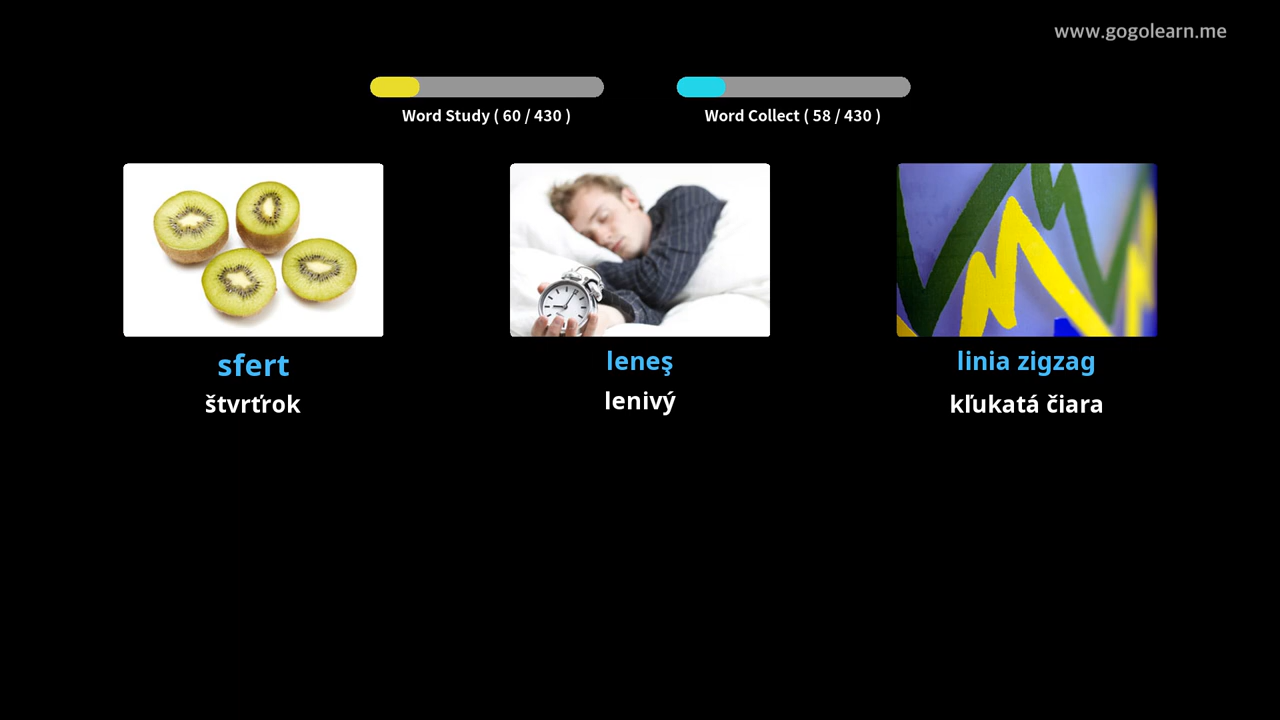 www.gogolearn.me
Word Study ( 60 / 430 )
Word Collect ( 58 / 430 )
sfert
štvrťrok
leneş
lenivý
linia zigzag
kľukatá čiara